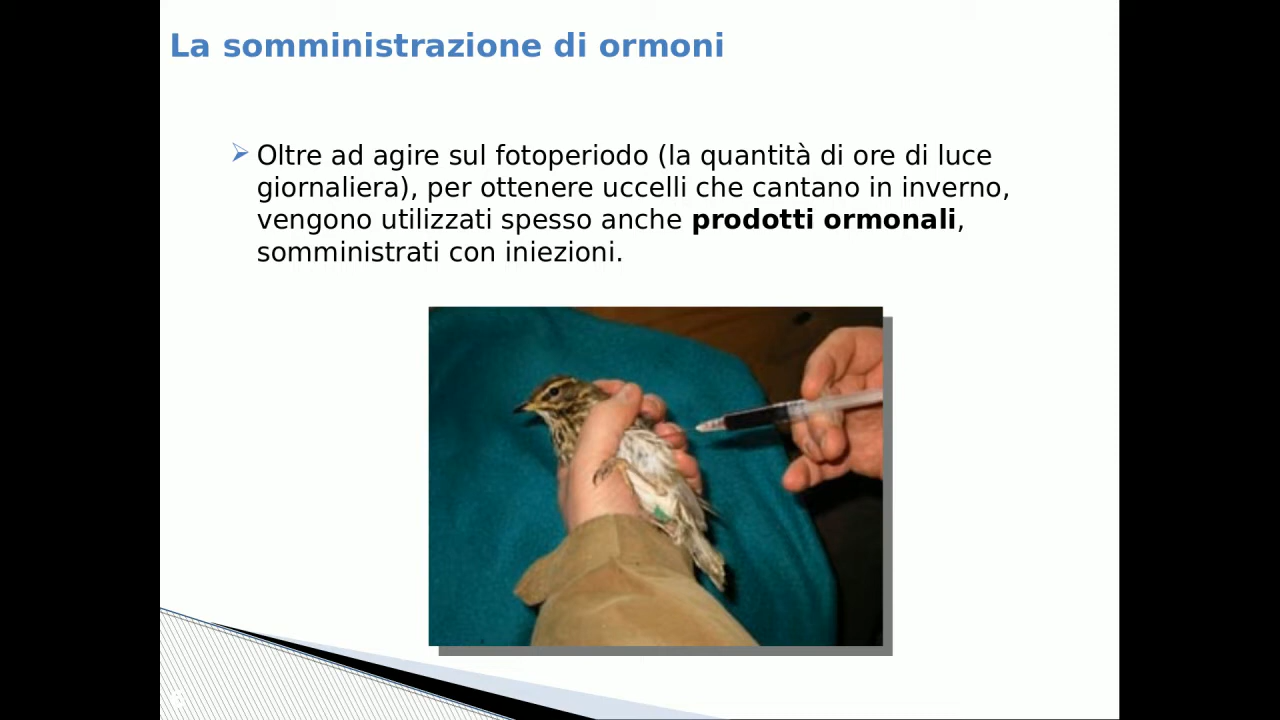 La somministrazione di ormoni
Oltre ad agire sul fotoperiodo (la quantità di ore di luce
giornaliera), per ottenere uccelli che cantano in inverno,
vengono utilizzati spesso anche prodotti ormonali,
somministrati con iniezioni.